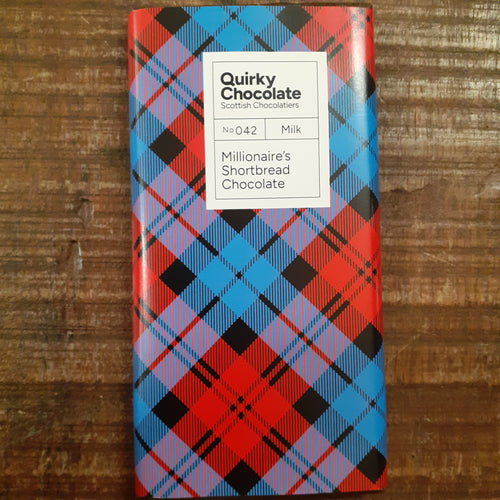 Quirky
Chocolate
Scottish Chocolatiers
No 042 Milk
Millionaire's
Shortbread
Chocolate